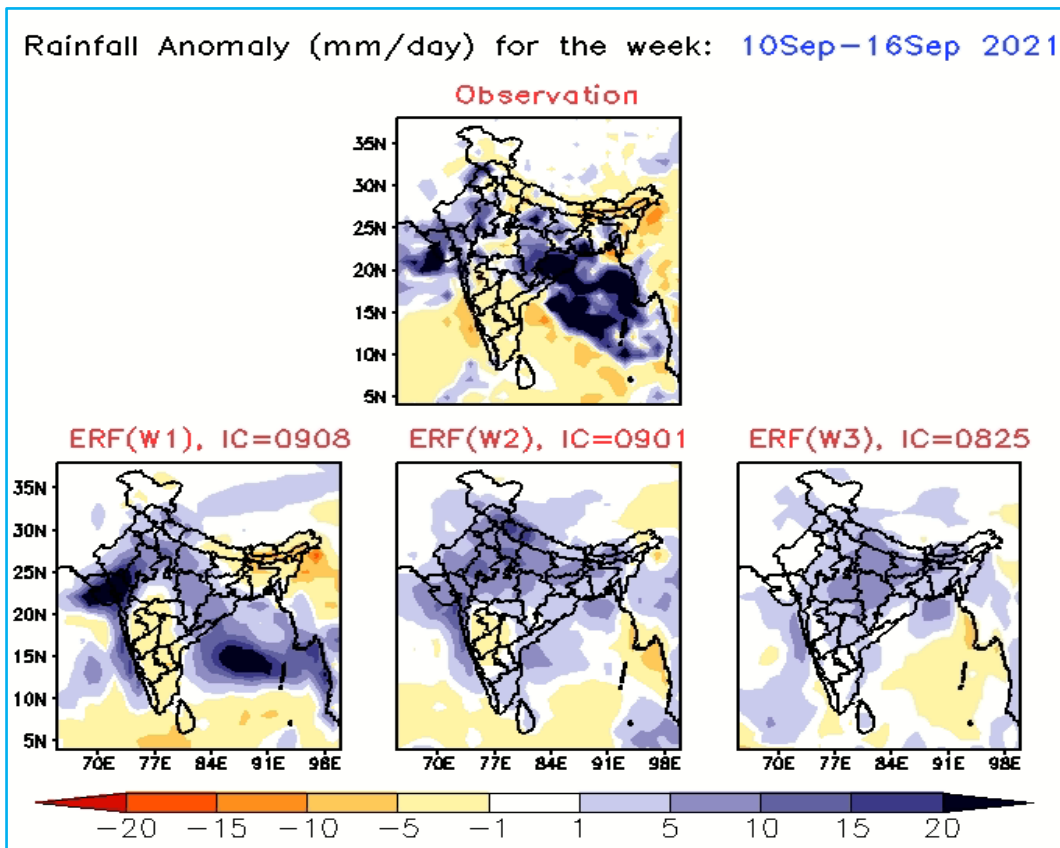 Rainfall Anomaly (mm/day) for the week: 10Sep-16Sep 2021
Observation
35N
30N
25N
20N
15N
10N
5N
ERF(W1), IC=0908 ERF(W2), IC=0901 ERF(W3), IC=0825
35N
30N
25N
20N
15N
10N
5N
70E 77E 84E 91E 98E 70E 77E 84E 91E 98E 70E 77E 84E 91E 98E
-20 -15 -10 -5 -1 1 5 10 15 20